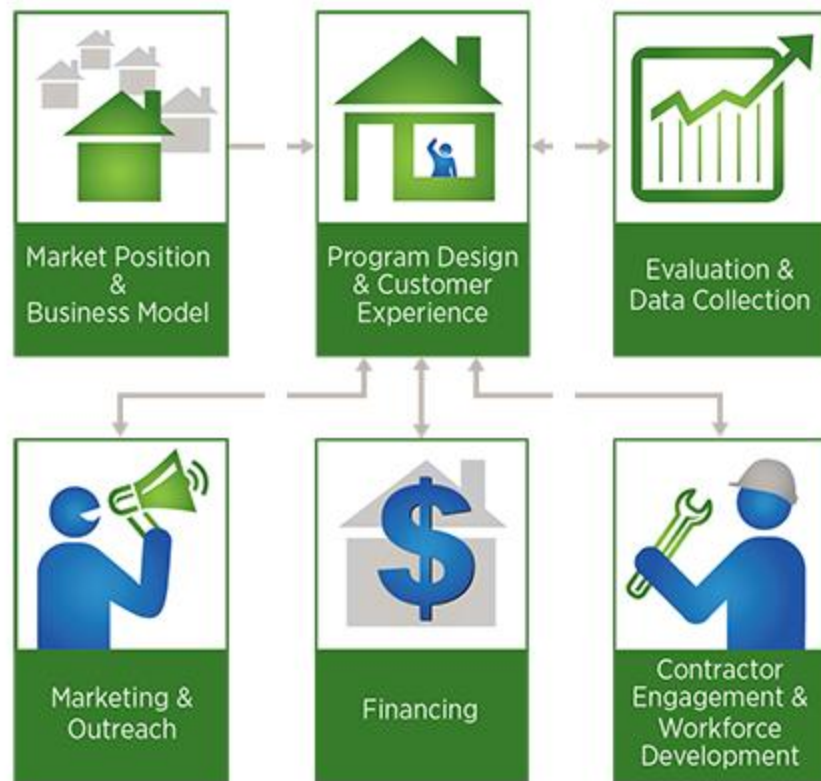 Market Position
&
Business Model
Program Design
& Customer
Experience
Evaluation &
Data Collection
Marketing &
Outreach
$
Financing
Contractor
Engagement &
Workforce
Development